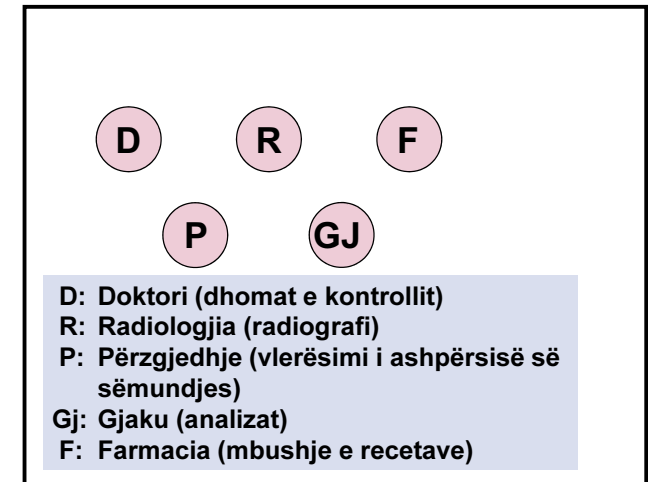 D R F
P GJ
D: Doktori (dhomat e kontrollit)
R: Radiologjia (radiografi)
P: Përzgjedhje (vlerësimi i ashpërsisë së
sëmundjes)
Gj: Gjaku (analizat)
F: Farmacia (mbushje e recetave)